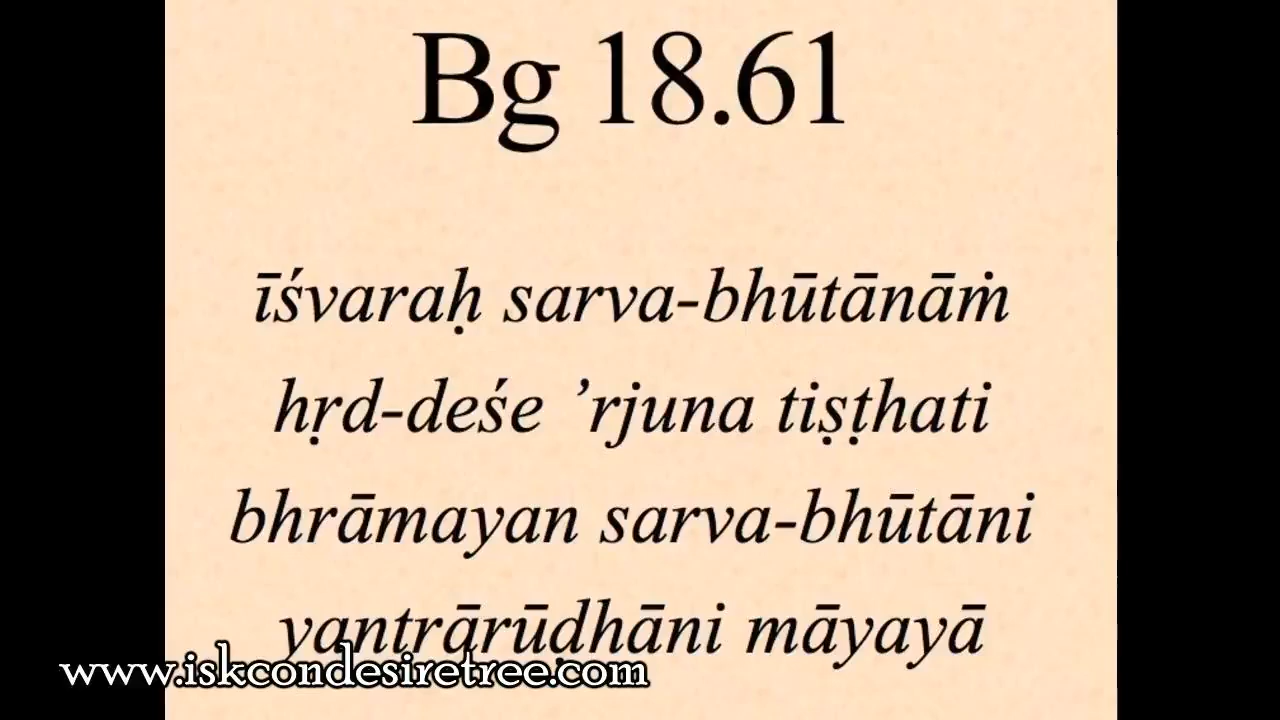 Bg 18.61
īśvaraḥ sarva-bhūtānāṁ
hṛd-deśe ’rjuna tiṣṭhati
bhrāmayan sarva-bhūtāni
yantrārūḍhāni māyayā
www.iskcondesiretree.com